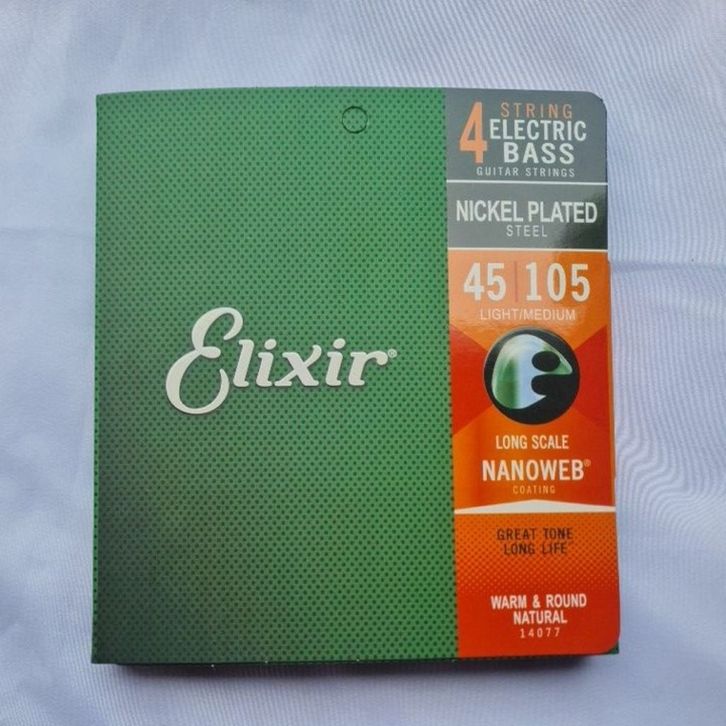 Elixir®
4 STRING
ELECTRIC
BASS
GUITAR STRINGS
NICKEL PLATED
STEEL
45|105
LIGHT/MEDIUM
LONG SCALE
NANOWEB®
COATING
GREAT TONE
LONG LIFE™
WARM & ROUND
NATURAL
14077